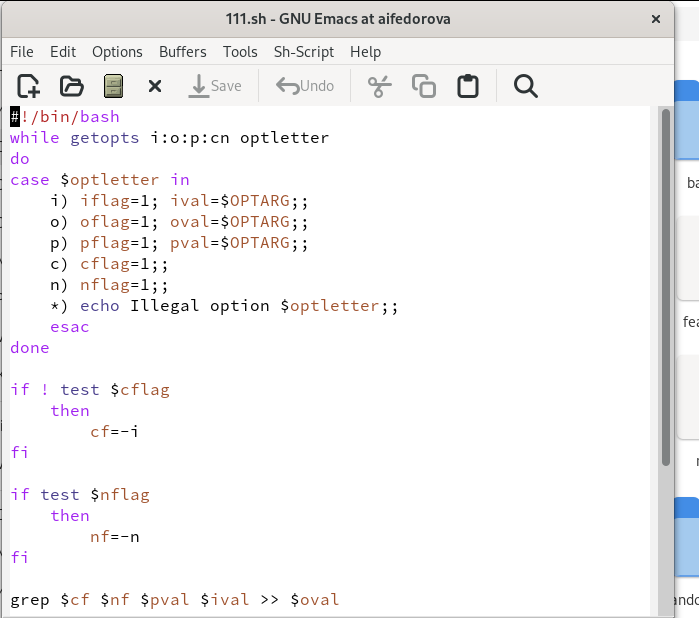 111.sh - GNU Emacs at aifedorova
File Edit Options Buffers Tools Sh-Script Help
Save Undo
#!/bin/bash
while getopts i:o:p:cn optletter
do
case $optletter in
    i) iflag=1; ival=$OPTARG;;
    o) oflag=1; oval=$OPTARG;;
    p) pflag=1; pval=$OPTARG;;
    c) cflag=1;;
    n) nflag=1;;
    *) echo Illegal option $optletter;;
    esac
done
if ! test $cflag
    then
        cf=-i
fi
if test $nflag
    then
        nf=-n
fi
grep $cf $nf $pval $ival >> $oval